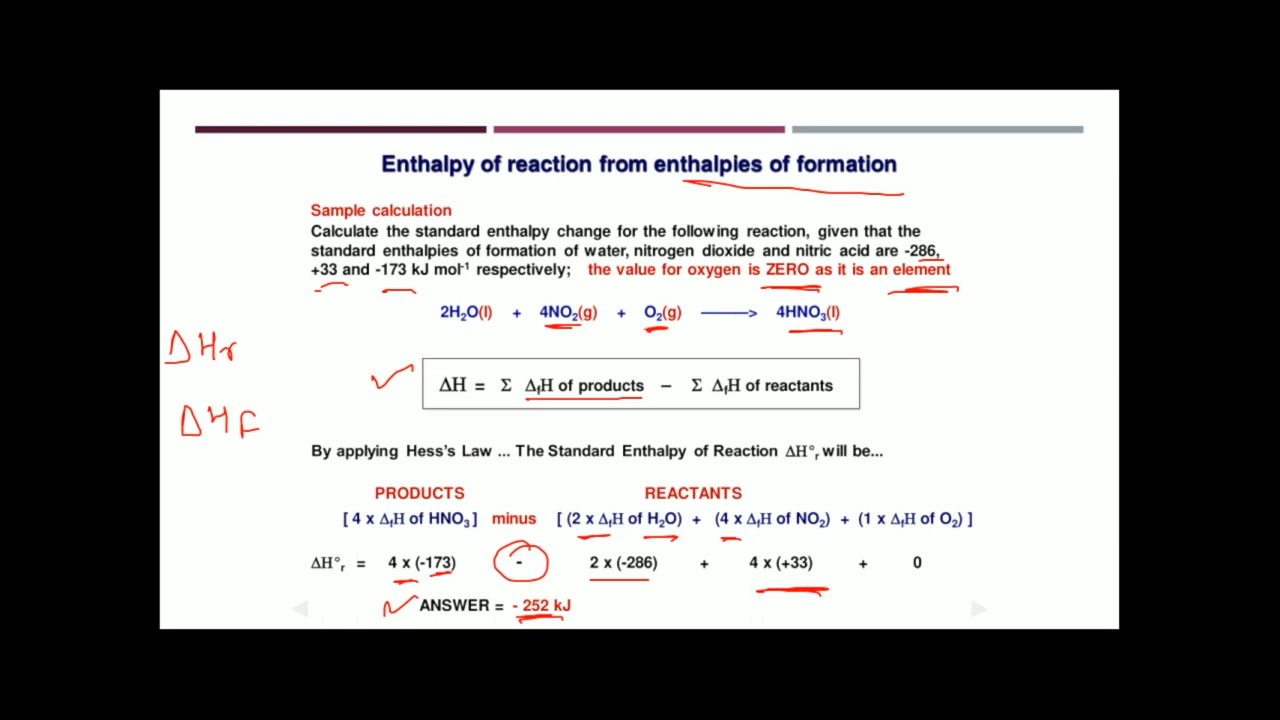 Enthalpy of reaction from enthalpies of formation
Sample calculation
Calculate the standard enthalpy change for the following reaction, given that the
standard enthalpies of formation of water, nitrogen dioxide and nitric acid are -286,
+33 and -173 kJ mol⁻¹ respectively; the value for oxygen is ZERO as it is an element
2H₂O(l) + 4NO₂(g) + O₂(g) ———> 4HNO₃(l)
ΔHr
ΔH = Σ ΔfH of products – Σ ΔfH of reactants
ΔHF
By applying Hess's Law ... The Standard Enthalpy of Reaction ΔH°r will be...
PRODUCTS REACTANTS
[ 4 x ΔfH of HNO₃ ] minus [ (2 x ΔfH of H₂O) + (4 x ΔfH of NO₂) + (1 x ΔfH of O₂) ]
ΔH°r = 4 x (-173) - 2 x (-286) + 4 x (+33) + 0
ANSWER = - 252 kJ